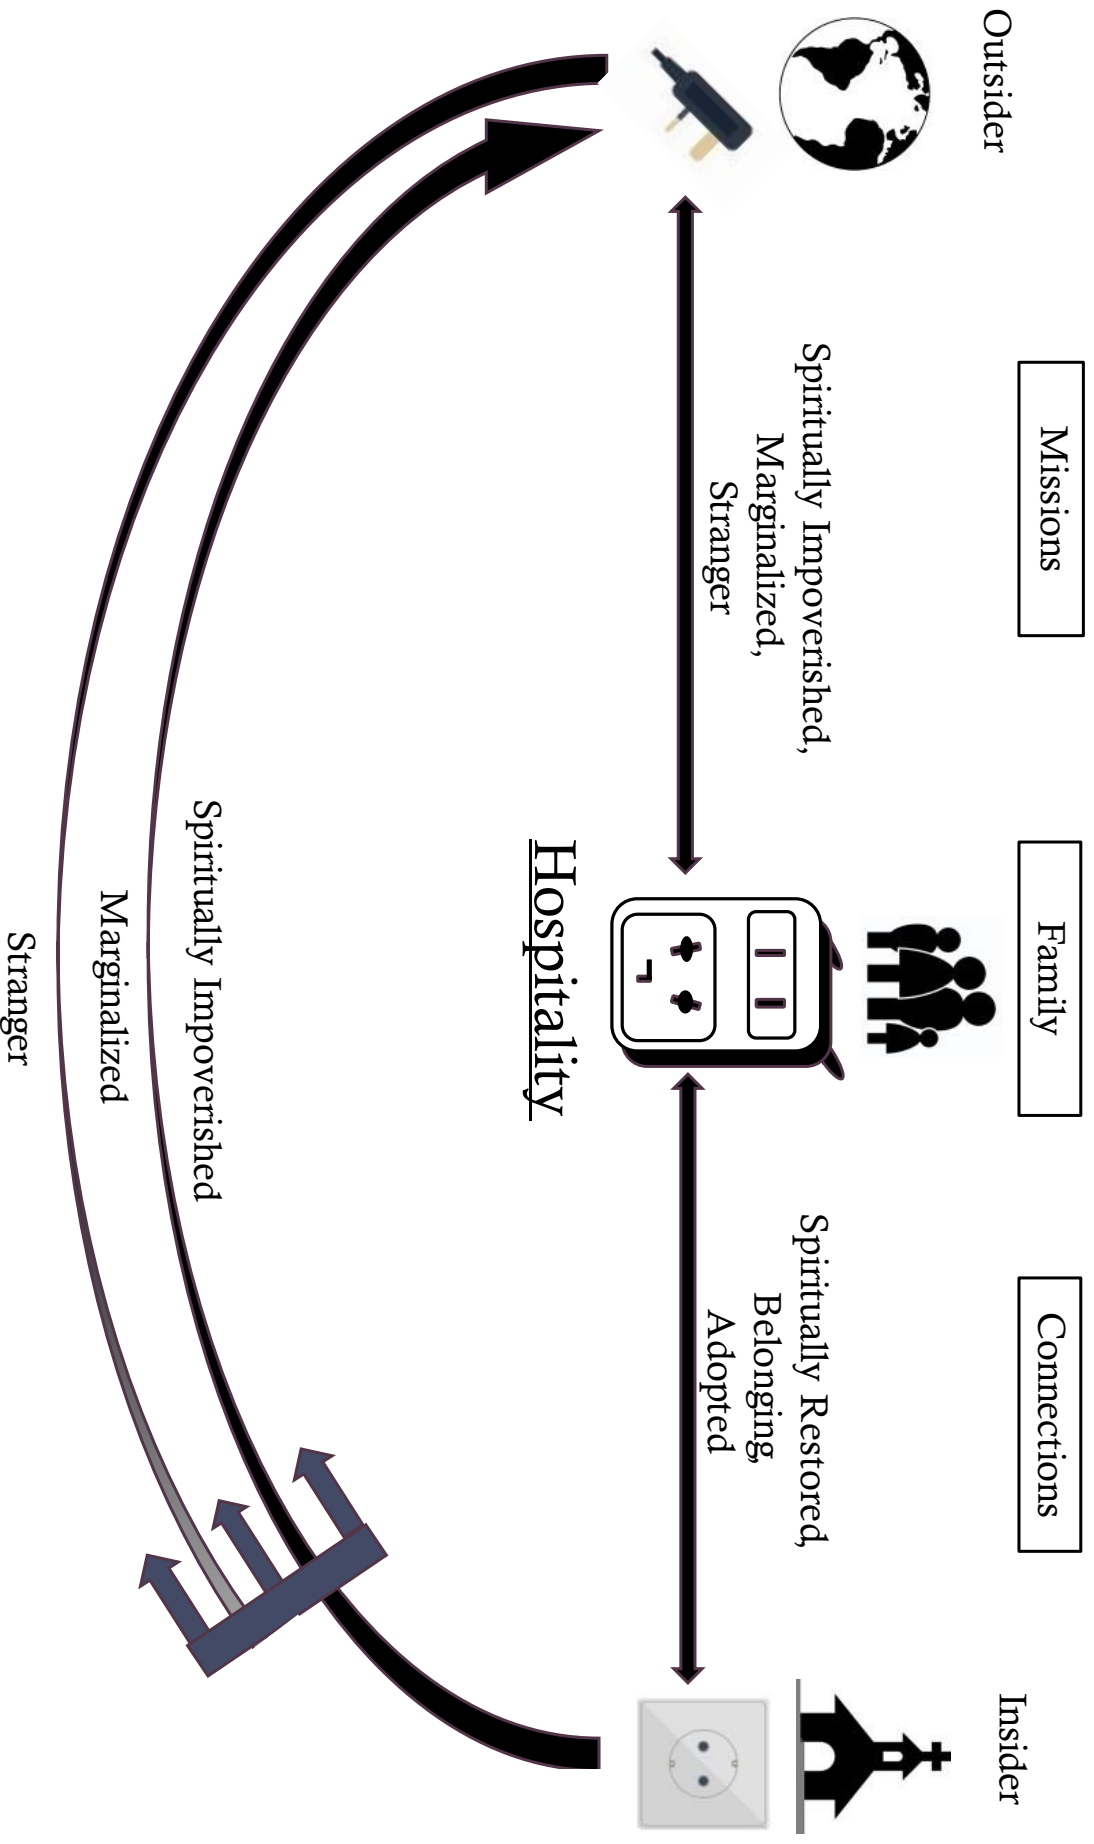 Outsider
Missions
Family
Connections
Insider
Spiritually Impoverished,
Marginalized,
Stranger
Spiritually Restored,
Belonging,
Adopted
Hospitality
Spiritually Impoverished
Marginalized
Stranger